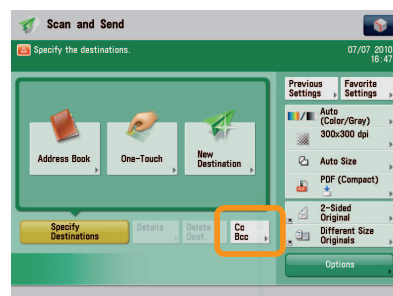 Scan and Send
Specify the destinations.
07/07 2010
16:47
Previous
Settings
Favorite
Settings
Auto
(Color/Gray)
300x300 dpi
Address Book
One-Touch
New
Destination
Auto Size
PDF (Compact)
2-Sided
Original
Different Size
Originals
Specify
Destinations
Details
Delete
Dest.
Cc
Bcc
Options